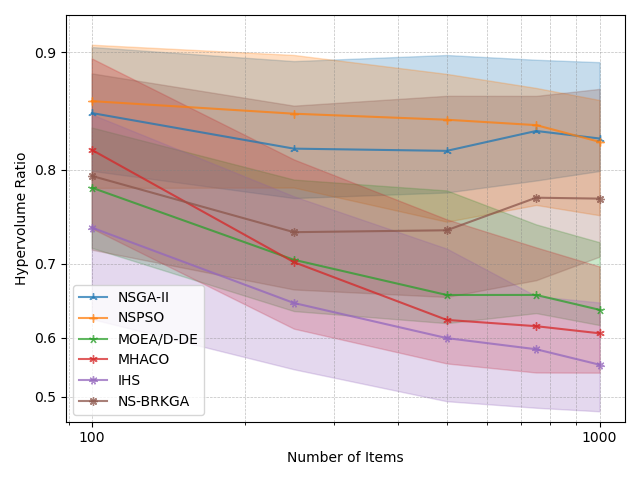 0.9
0.8
0.7
0.6
0.5
Hypervolume Ratio
NSGA-II
NSPSO
MOEA/D-DE
MHACO
IHS
NS-BRKGA
100
1000
Number of Items